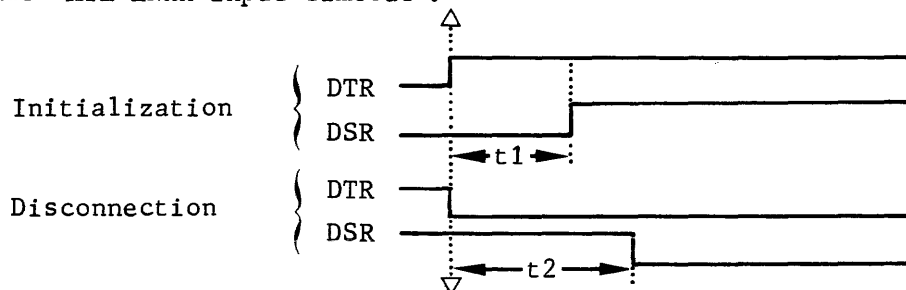 Initialization
DTR
DSR
t1
Disconnection
DTR
DSR
t2